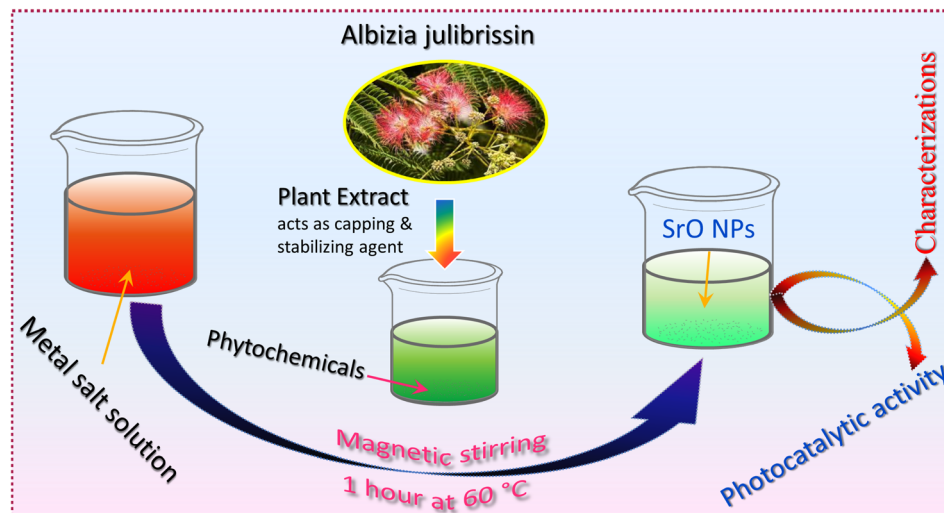 Albizia julibrissin
Plant Extract
acts as capping &
stabilizing agent
SrO NPs
Characterizations
Metal salt solution
Phytochemicals
Magnetic stirring
1 hour at 60 °C
Photocatalytic activity